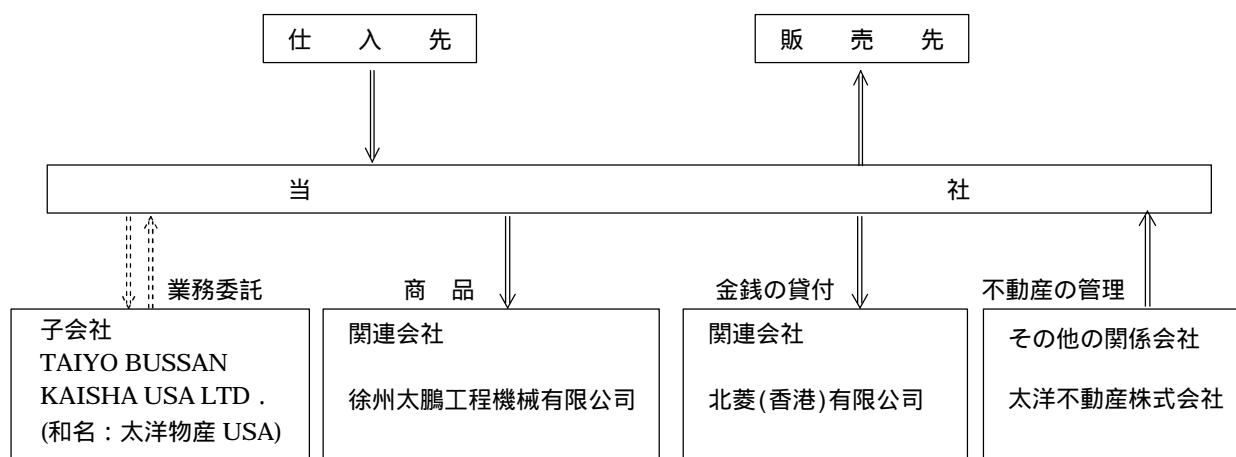 仕 入 先
販 売 先
当 社
業務委託
商 品
金銭の貸付
不動産の管理
子会社
TAIYO BUSSAN
KAISHA USA LTD .
(和名：太洋物産 USA)
関連会社
徐州太鵬工程機械有限公司
関連会社
北菱(香港)有限公司
その他の関係会社
太洋不動産株式会社